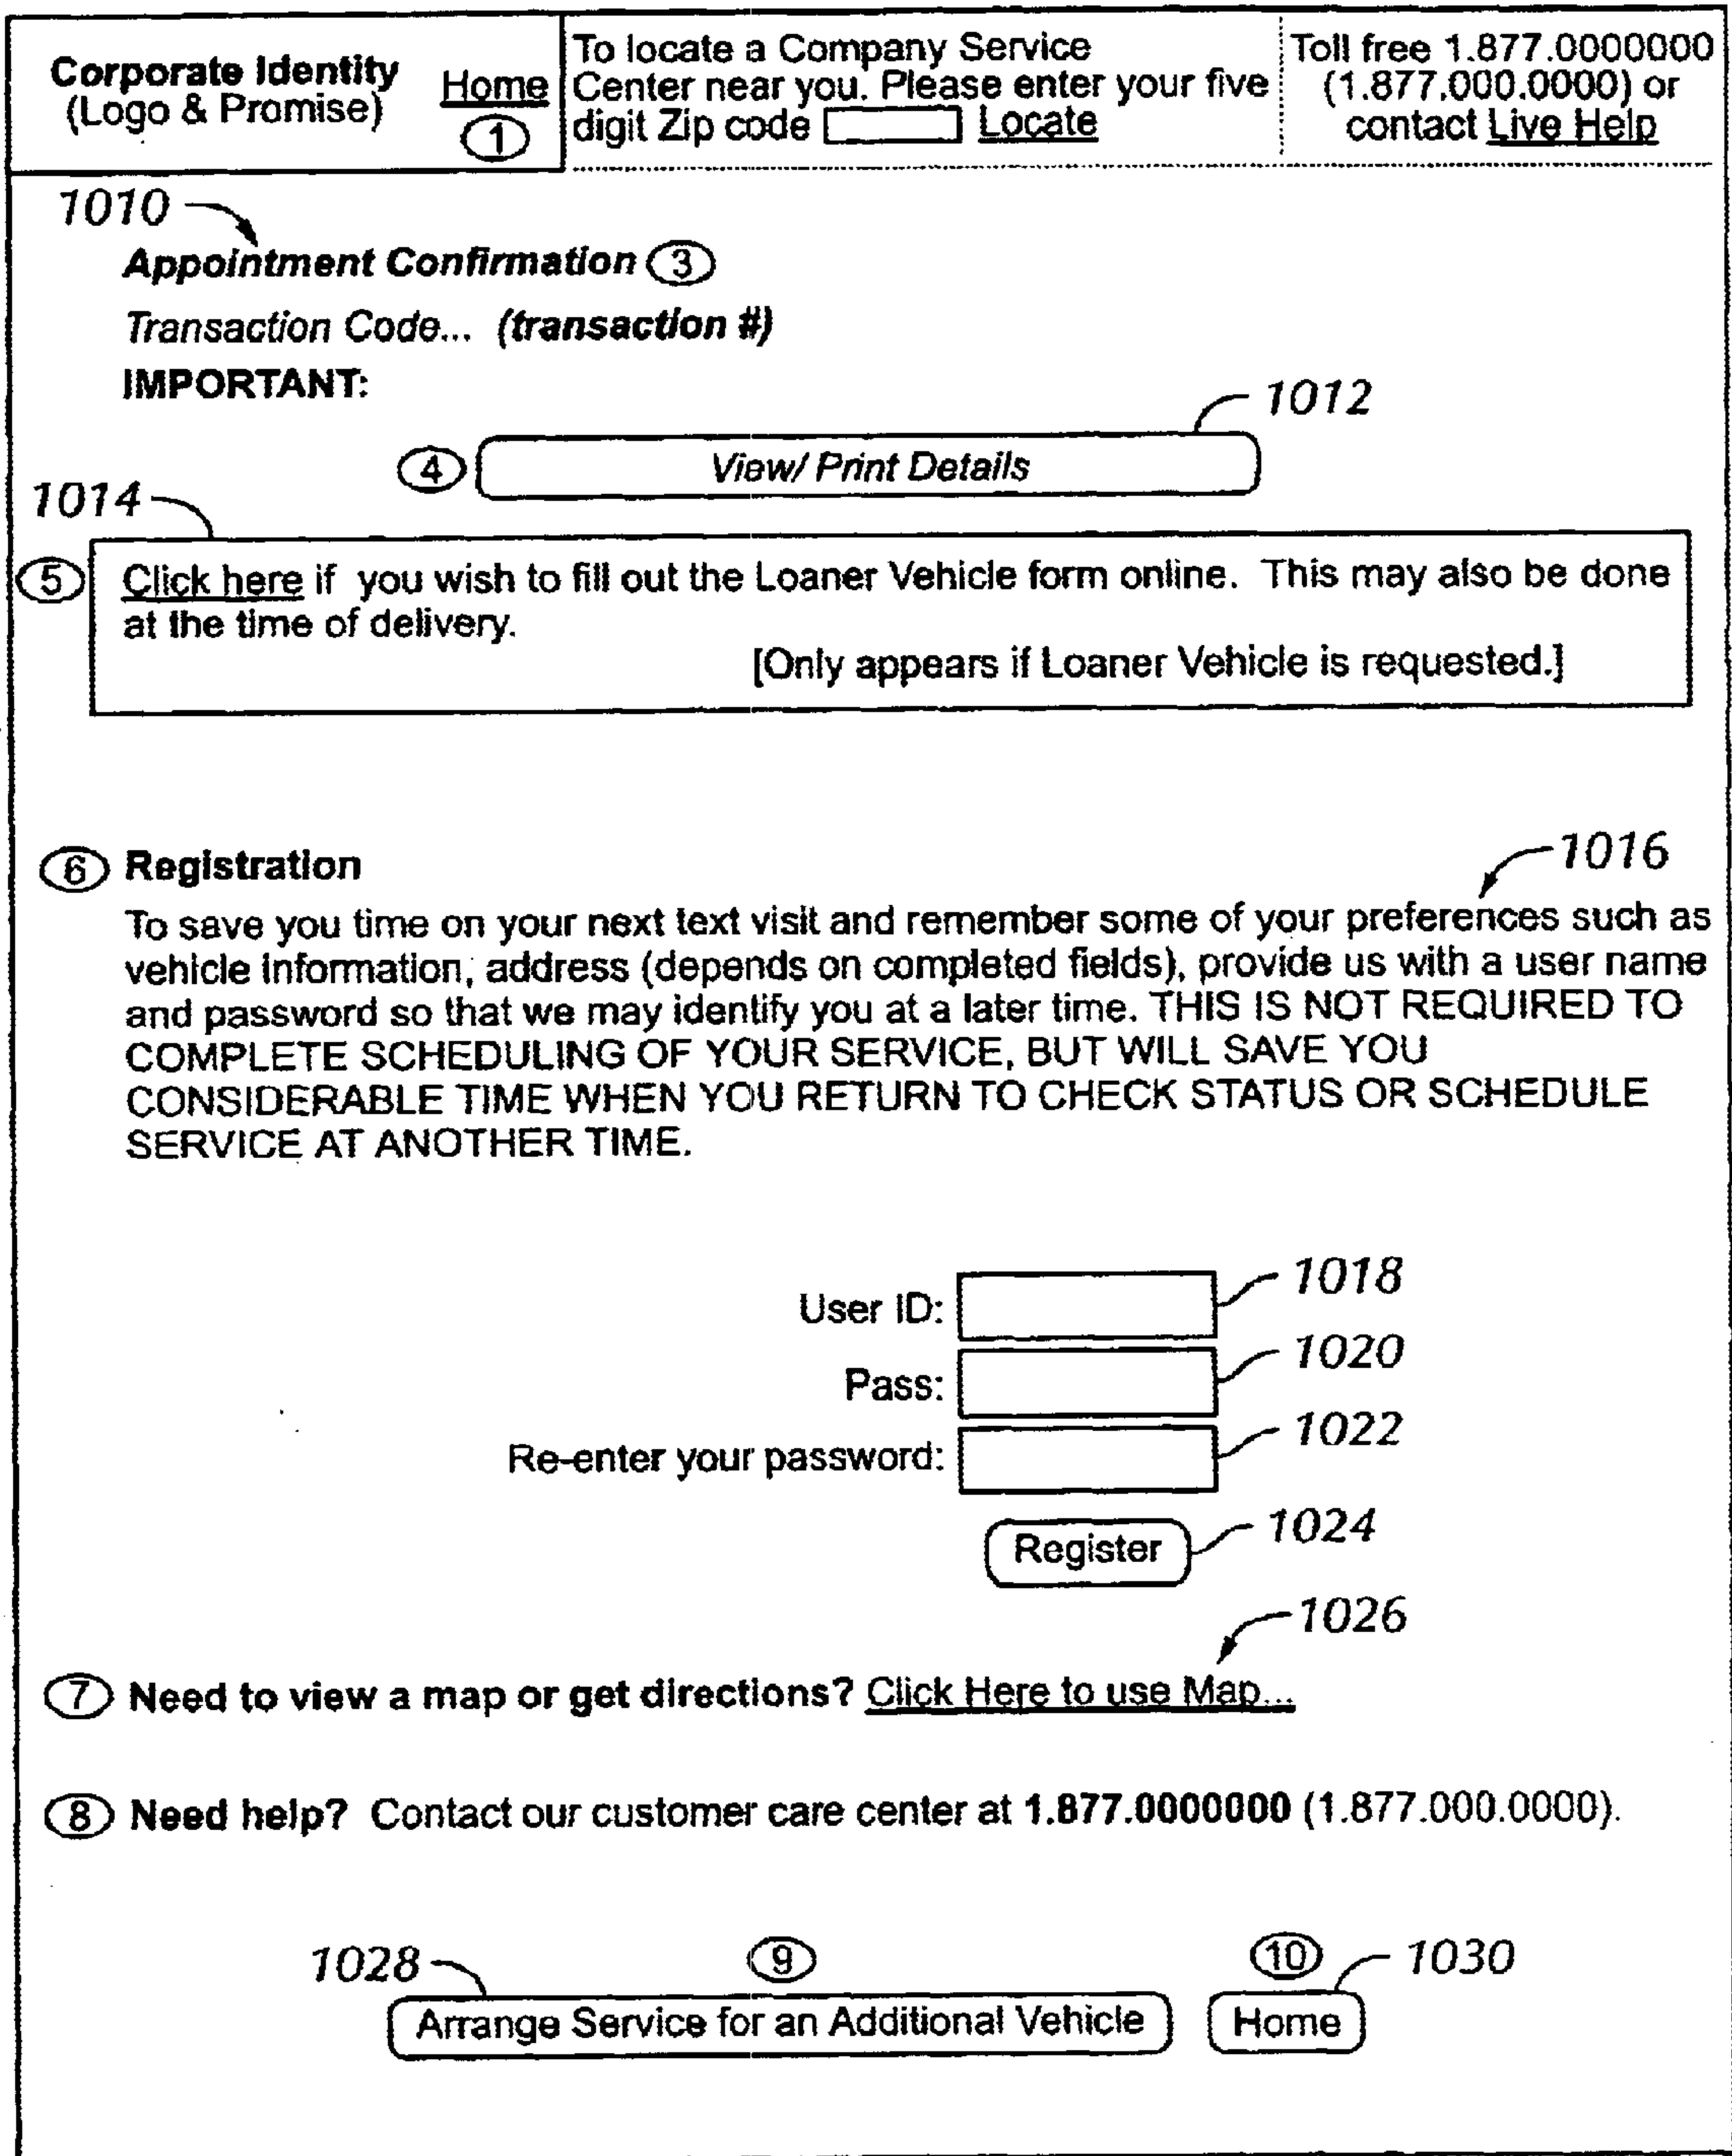 Corporate Identity
(Logo & Promise)
Home
1
To locate a Company Service
Center near you. Please enter your five
digit Zip code Locate
Toll free 1.877.0000000
(1.877.000.0000) or
contact Live Help
1010
Appointment Confirmation 3
Transaction Code... (transaction #)
IMPORTANT:
1012
4 View/ Print Details
1014
5 Click here if you wish to fill out the Loaner Vehicle form online. This may also be done
at the time of delivery.
[Only appears if Loaner Vehicle is requested.]
6 Registration
1016
To save you time on your next text visit and remember some of your preferences such as
vehicle information, address (depends on completed fields), provide us with a user name
and password so that we may identify you at a later time. THIS IS NOT REQUIRED TO
COMPLETE SCHEDULING OF YOUR SERVICE, BUT WILL SAVE YOU
CONSIDERABLE TIME WHEN YOU RETURN TO CHECK STATUS OR SCHEDULE
SERVICE AT ANOTHER TIME.
User ID: 1018
Pass: 1020
Re-enter your password: 1022
Register 1024
1026
7 Need to view a map or get directions? Click Here to use Map...
8 Need help? Contact our customer care center at 1.877.0000000 (1.877.000.0000).
1028 9 10 1030
Arrange Service for an Additional Vehicle Home